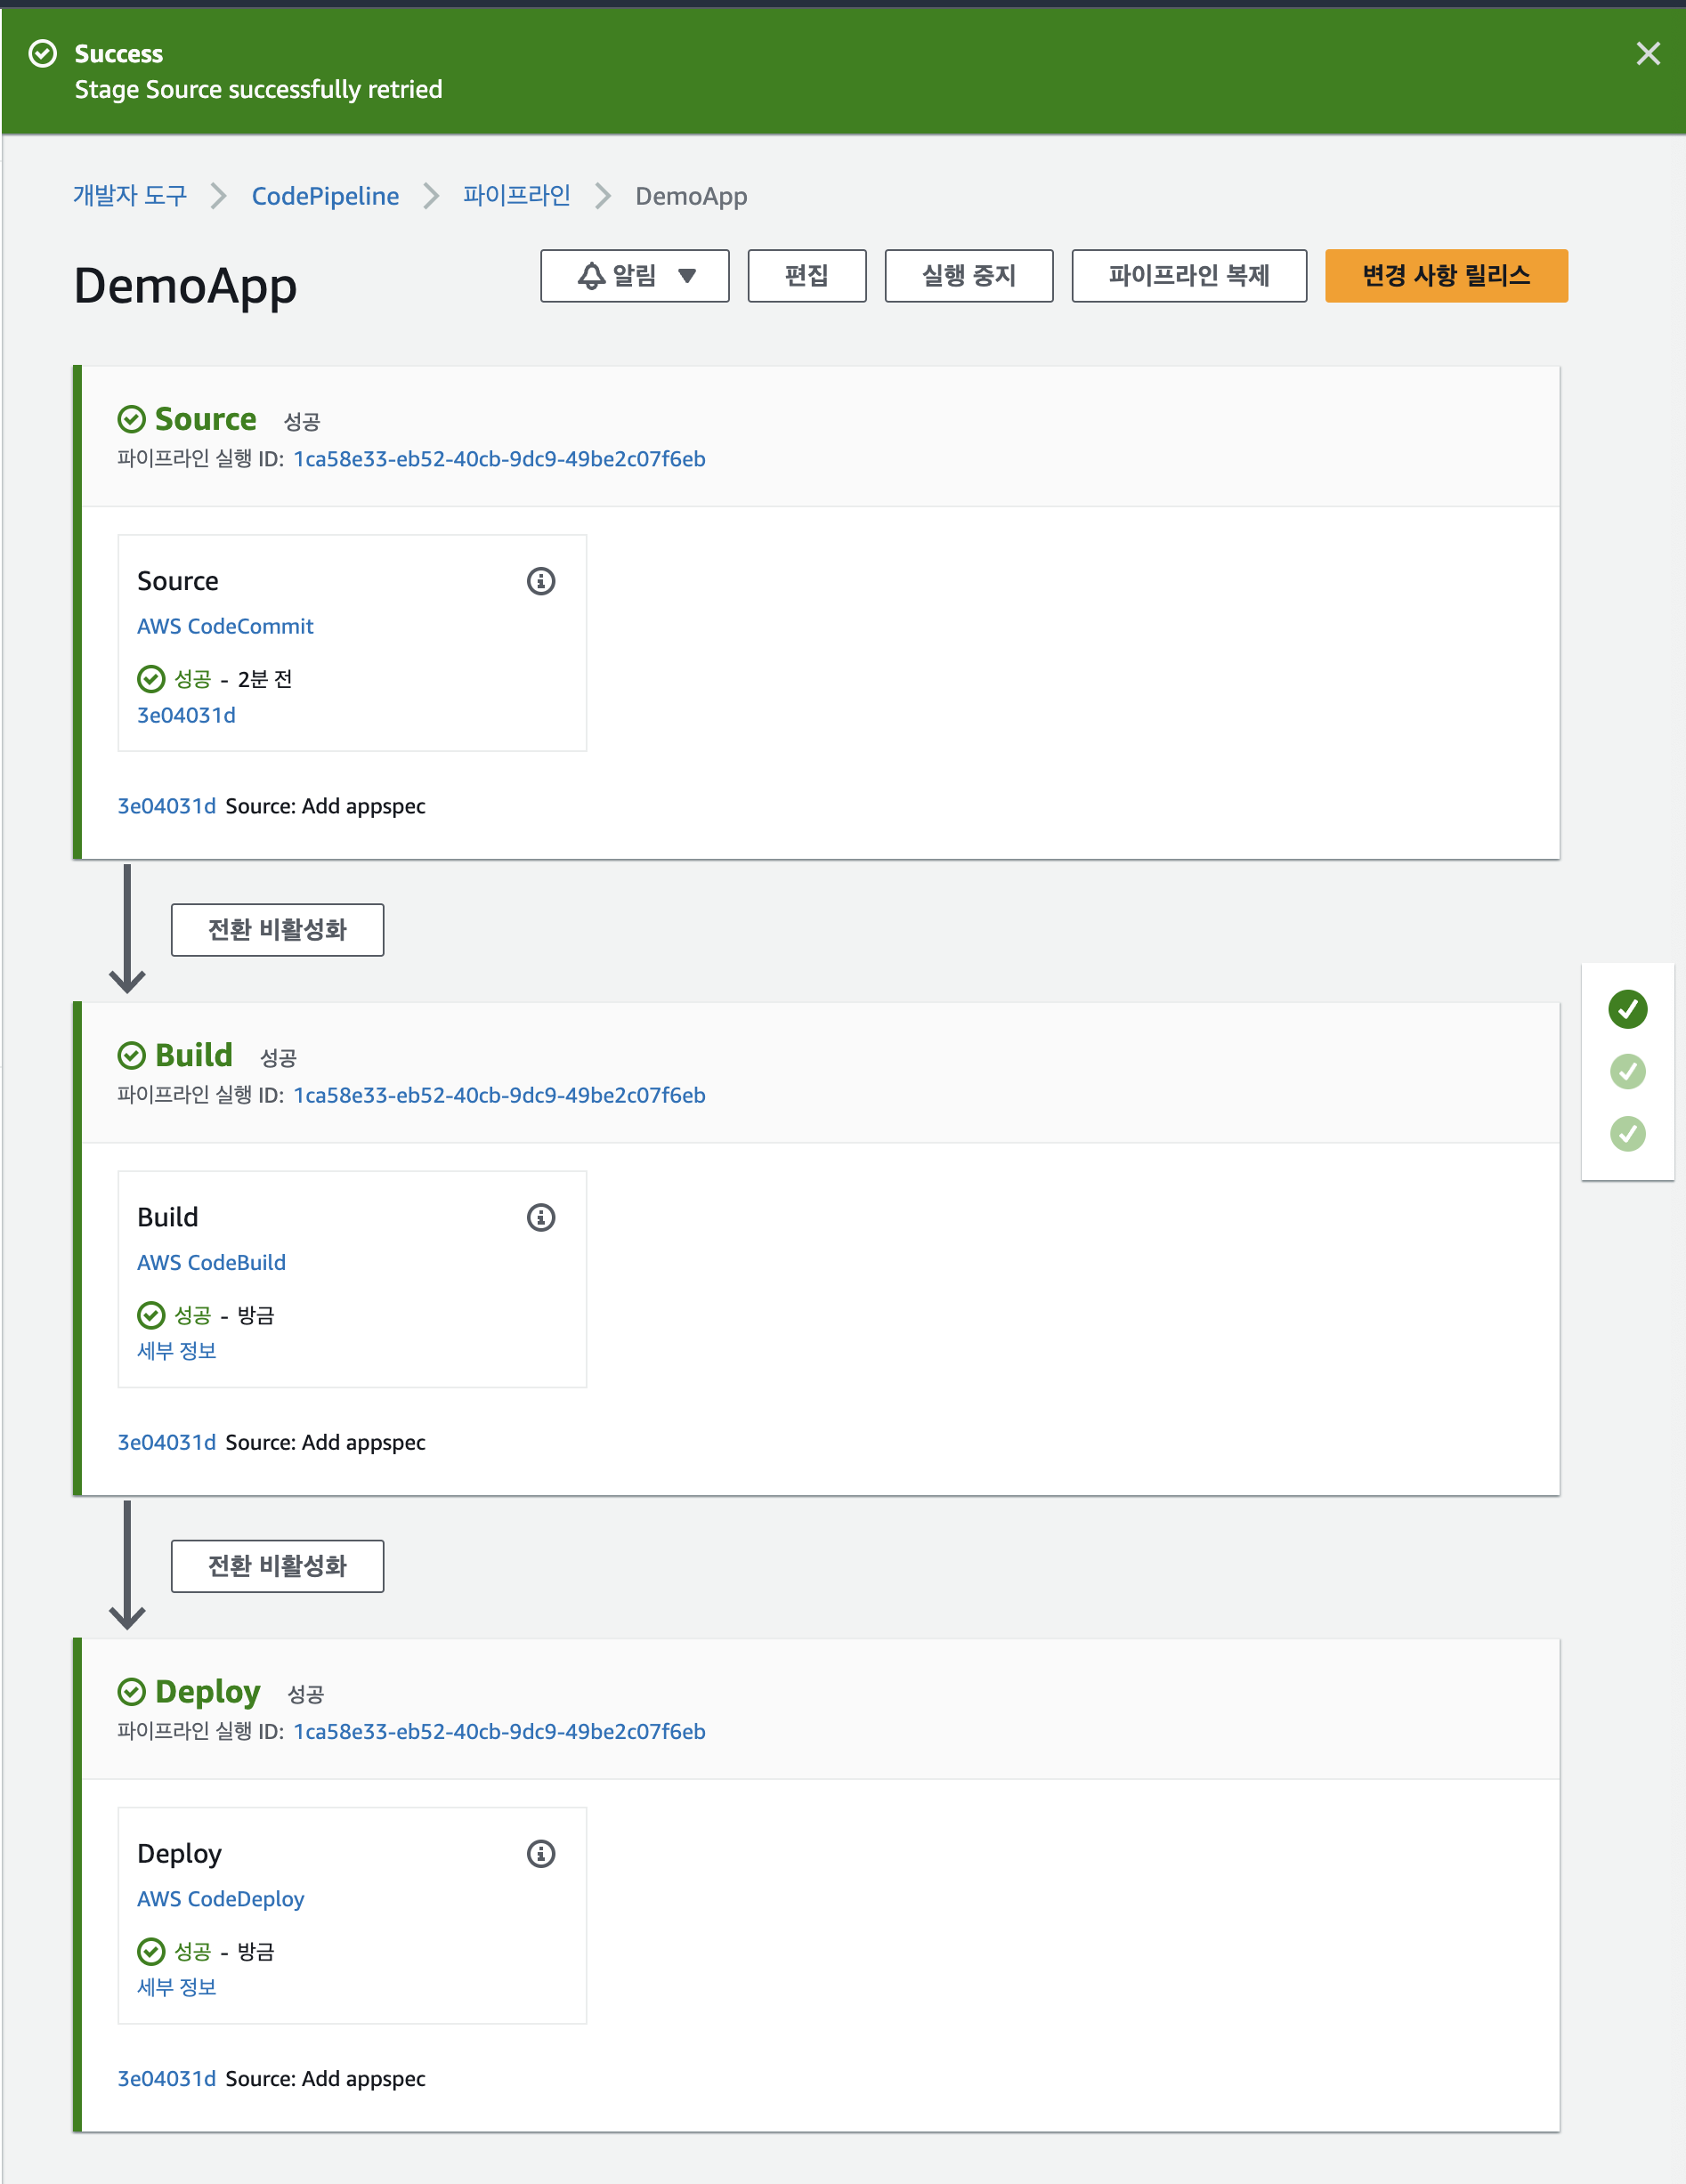 Success
Stage Source successfully retried
개발자 도구 CodePipeline 파이프라인 DemoApp
DemoApp
알림 편집 실행 중지 파이프라인 복제 변경 사항 릴리스
Source 성공
파이프라인 실행 ID: 1ca58e33-eb52-40cb-9dc9-49be2c07f6eb
Source
AWS CodeCommit
성공 - 2분 전
3e04031d
3e04031d Source: Add appspec
전환 비활성화
Build 성공
파이프라인 실행 ID: 1ca58e33-eb52-40cb-9dc9-49be2c07f6eb
Build
AWS CodeBuild
성공 - 방금
세부 정보
3e04031d Source: Add appspec
전환 비활성화
Deploy 성공
파이프라인 실행 ID: 1ca58e33-eb52-40cb-9dc9-49be2c07f6eb
Deploy
AWS CodeDeploy
성공 - 방금
세부 정보
3e04031d Source: Add appspec